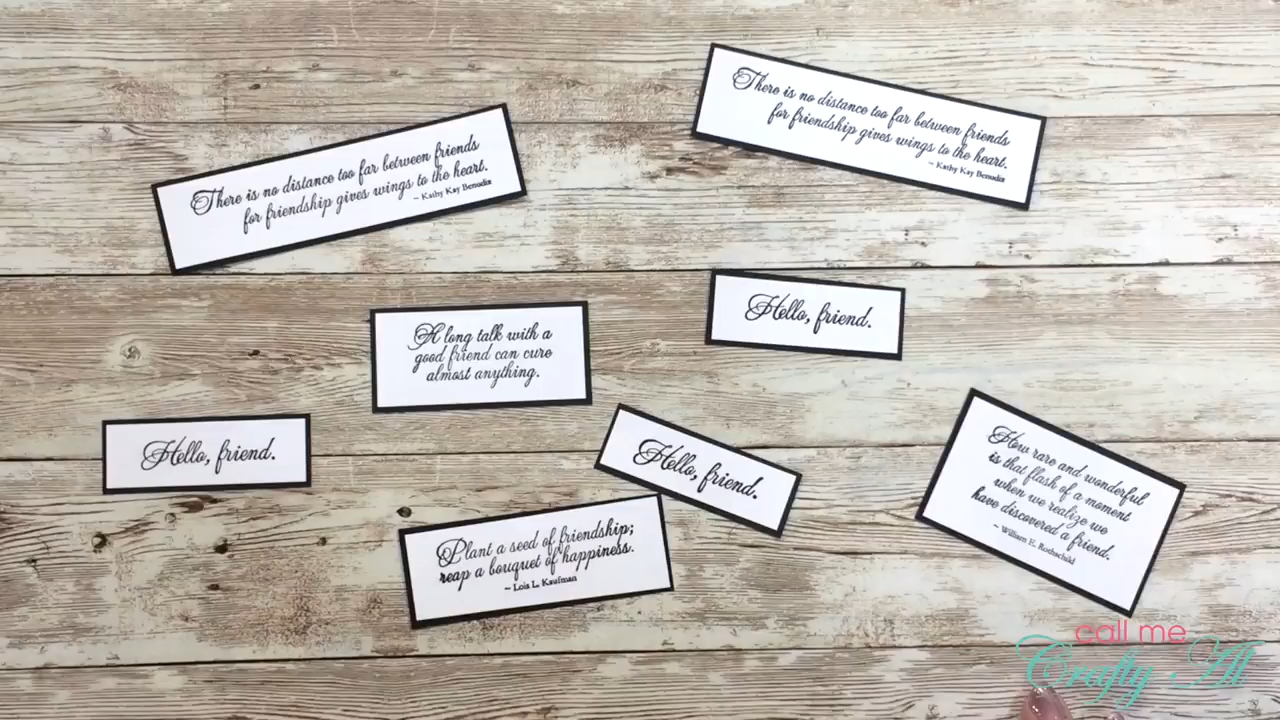 There is no distance too far between friends
for friendship gives wings to the heart.
~ Kathy Kay Benudiz
There is no distance too far between friends
for friendship gives wings to the heart.
~ Kathy Kay Benudiz
A long talk with a
good friend can cure
almost anything.
Hello, friend.
Hello, friend.
Hello, friend.
How rare and wonderful
is that flash of a moment
when we realize we
have discovered a friend.
~ William E. Rothschild
Plant a seed of friendship;
reap a bouquet of happiness.
~ Lois L. Kaufman
call me
Crafty Al